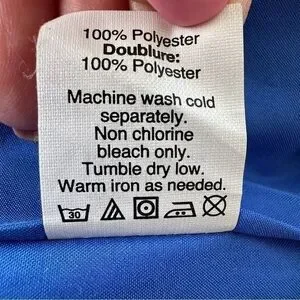 100% Polyester
Doublure:
100% Polyester
Machine wash cold
separately.
Non chlorine
bleach only.
Tumble dry low.
Warm iron as needed.
30